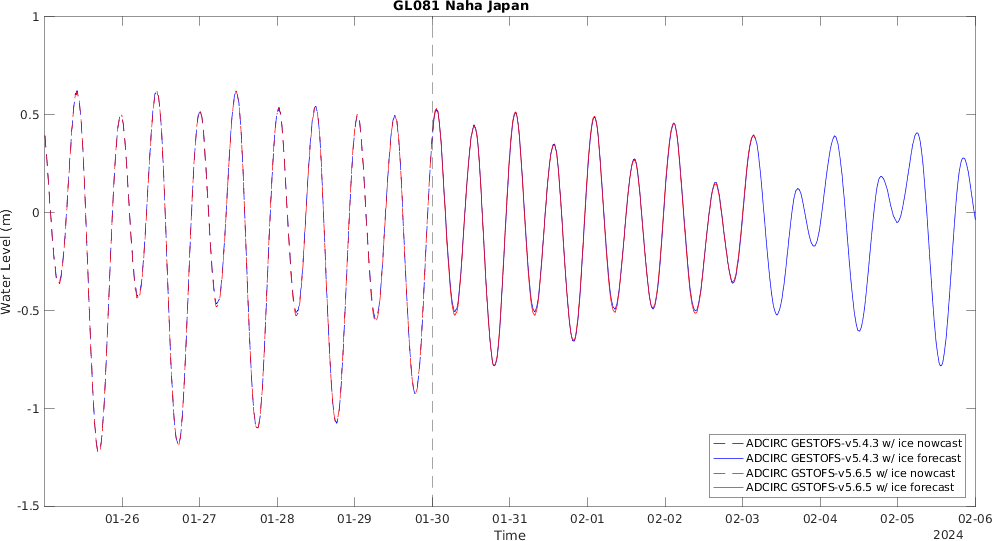 GL081 Naha Japan
1
0.5
0
-0.5
-1
-1.5
Water Level (m)
01-26
01-27
01-28
01-29
01-30
01-31
02-01
02-02
02-03
02-04
02-05
02-06
2024
Time
ADCIRC GESTOFS-v5.4.3 w/ ice nowcast
ADCIRC GESTOFS-v5.4.3 w/ ice forecast
ADCIRC GSTOFS-v5.6.5 w/ ice nowcast
ADCIRC GSTOFS-v5.6.5 w/ ice forecast